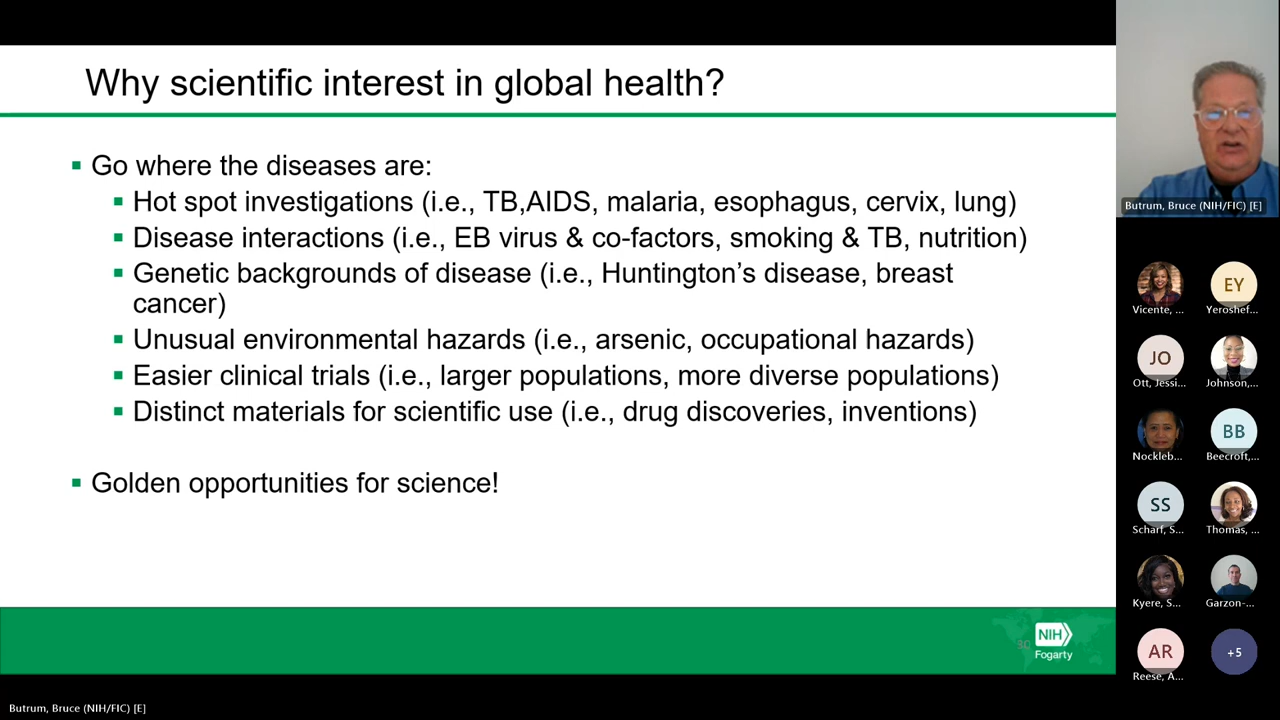 Why scientific interest in global health?
▪ Go where the diseases are:
▪ Hot spot investigations (i.e., TB,AIDS, malaria, esophagus, cervix, lung)
▪ Disease interactions (i.e., EB virus & co-factors, smoking & TB, nutrition)
▪ Genetic backgrounds of disease (i.e., Huntington's disease, breast
cancer)
▪ Unusual environmental hazards (i.e., arsenic, occupational hazards)
▪ Easier clinical trials (i.e., larger populations, more diverse populations)
▪ Distinct materials for scientific use (i.e., drug discoveries, inventions)
▪ Golden opportunities for science!
30
NIH
Fogarty
Butrum, Bruce (NIH/FIC) [E]
Butrum, Bruce (NIH/FIC) [E]
Vicente, ...
EY
Yeroshef...
JO
Ott, Jessi...
Johnson,...
Nockleb...
BB
Beecroft,...
SS
Scharf, S...
Thomas, ...
Kyere, S...
Garzon-...
AR
Reese, A...
+5